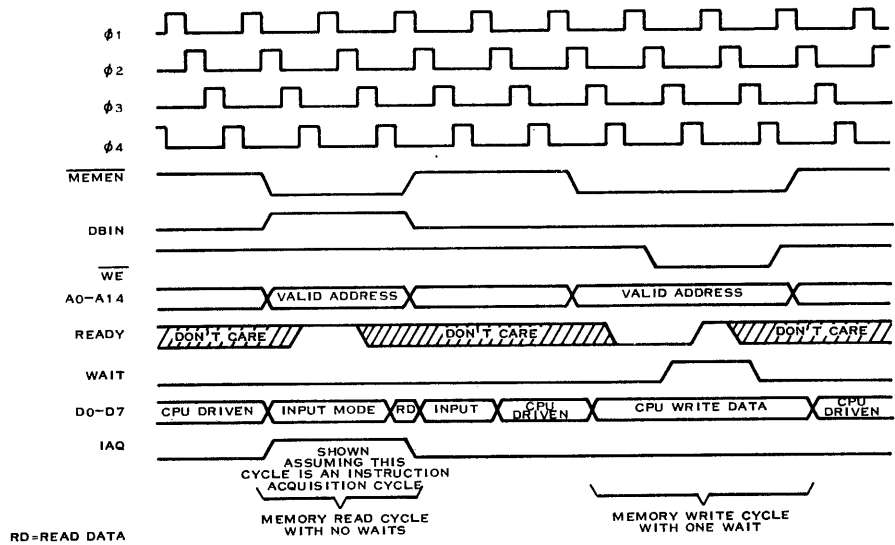 φ1
φ2
φ3
φ4
MEMEN
DBIN
WE
A0-A14 VALID ADDRESS VALID ADDRESS
READY DON'T CARE DON'T CARE DON'T CARE
WAIT
D0-D7 CPU DRIVEN INPUT MODE RD INPUT CPU DRIVEN CPU WRITE DATA CPU DRIVEN
IAQ
SHOWN
ASSUMING THIS
CYCLE IS AN INSTRUCTION
ACQUISITION CYCLE
MEMORY READ CYCLE
WITH NO WAITS
MEMORY WRITE CYCLE
WITH ONE WAIT
RD=READ DATA